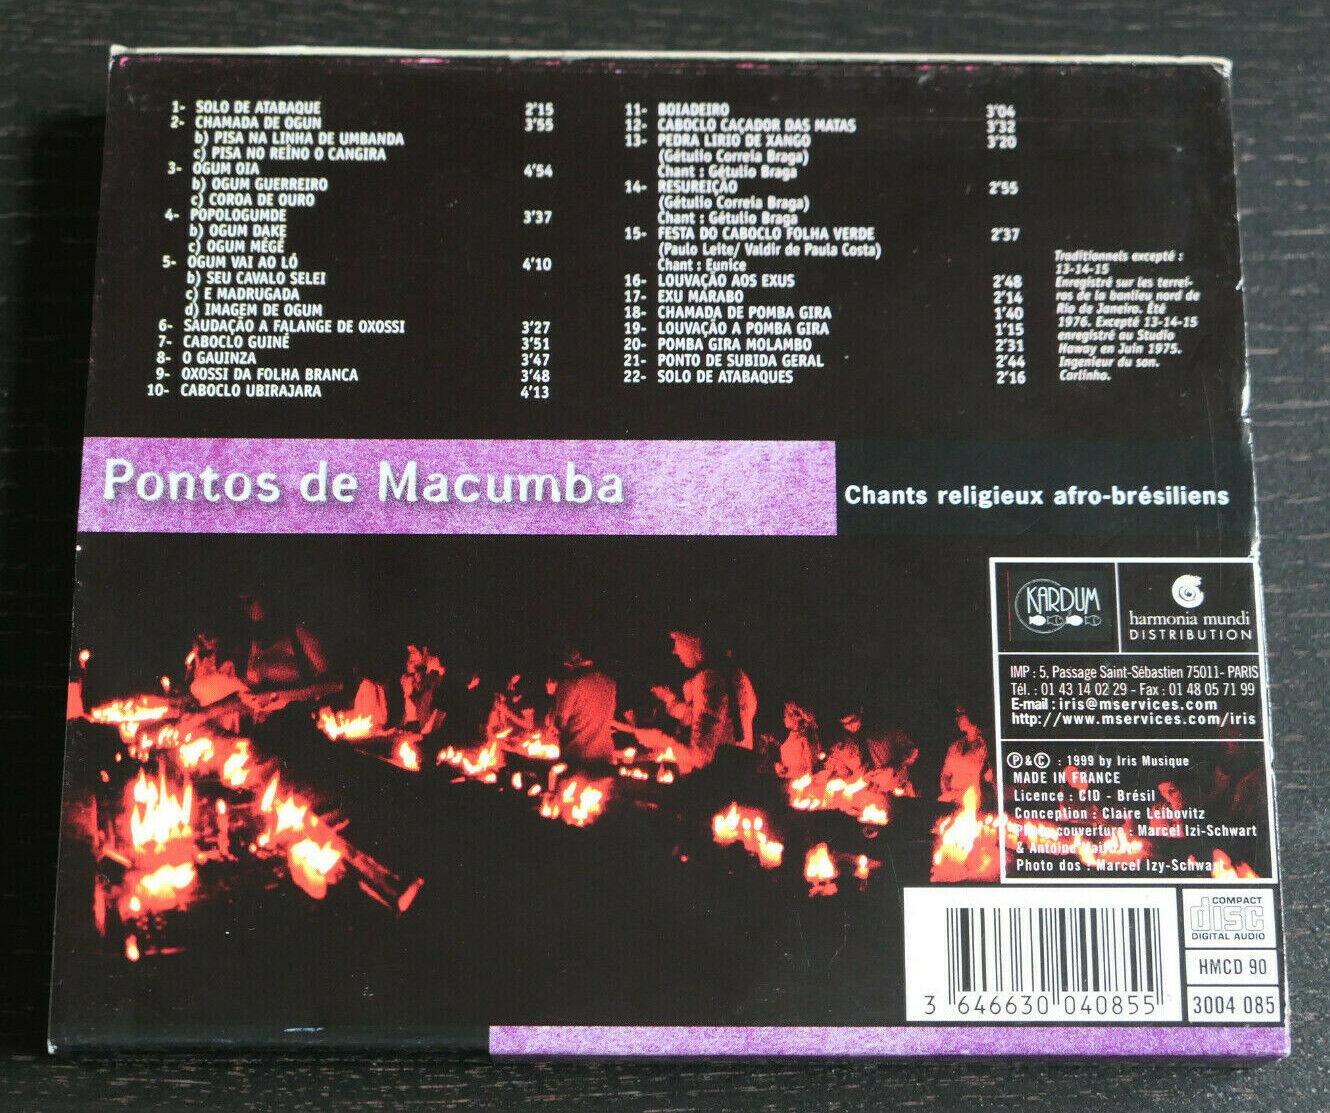 1- SOLO DE ATABAQUE 2'15
2- CHAMADA DE OGUN 3'55
b) PISA NA LINHA DE UMBANDA
c) PISA NO REÎNO O CANGIRA
3- OGUM OIA 4'54
b) OGUM GUERREIRO
c) COROA DE OURO
4- POPOLOGUMDE 3'37
b) OGUM DAKE
c) OGUM MÊGÊ
5- OGUM VAI AO LÓ 4'10
b) SEU CAVALO SELEI
c) E MADRUGADA
d) IMAGEM DE OGUM
6- SAUDAÇÃO A FALANGE DE OXOSSI 3'27
7- CABOCLO GUINÉ 3'51
8- O GAUINZA 3'47
9- OXOSSI DA FOLHA BRANCA 3'48
10- CABOCLO UBIRAJARA 4'13
11- BOIADEIRO 3'04
12- CABOCLO CAÇADOR DAS MATAS 3'32
13- PEDRA LIRIO DE XANGO 3'20
(Gétulio Correia Braga)
Chant : Gétulio Braga
14- RESUREIÇÃO 2'55
(Gétulio Correia Braga)
Chant : Gétulio Braga
15- FESTA DO CABOCLO FOLHA VERDE 2'37
(Paulo Leite/ Valdir de Paula Costa)
Chant : Eunice
16- LOUVAÇÃO AOS EXUS 2'48
17- EXU MARABO 2'14
18- CHAMADA DE POMBA GIRA 1'40
19- LOUVAÇÃO A POMBA GIRA 1'15
20- POMBA GIRA MOLAMBO 2'31
21- PONTO DE SUBIDA GERAL 2'44
22- SOLO DE ATABAQUES 2'16
Traditionnels excepté :
13-14-15
Enregistré sur les terrei-
ros de la banlieu nord de
Rio de Janeiro. Été
1976. Excepté 13-14-15
enregistré au Studio
Haway en Juin 1975.
Ingenieur du son.
Carlinho.
Pontos de Macumba
Chants religieux afro-brésiliens
KARDUM
harmonia mundi
DISTRIBUTION
IMP : 5, Passage Saint-Sébastien 75011- PARIS
Tél. : 01 43 14 02 29 - Fax : 01 48 05 71 99
E-mail : iris@mservices.com
http://www.mservices.com/iris
Ⓟ & Ⓒ : 1999 by Iris Musique
MADE IN FRANCE
Licence : CID - Brésil
Conception : Claire Leibovitz
Photo couverture : Marcel Izi-Schwart
& Antoine
Photo dos : Marcel Izy-Schwart
COMPACT
disc
DIGITAL AUDIO
HMCD 90
3004 085
3 646630 040855